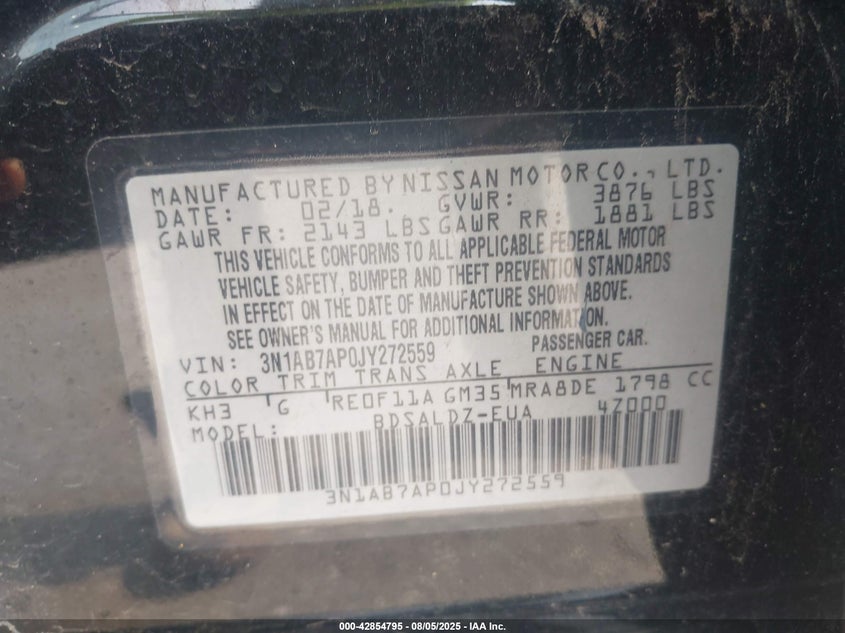 MANUFACTURED BY NISSAN MOTOR CO., LTD.
DATE: 02/18. GVWR: 3876 LBS
GAWR FR: 2143 LBS GAWR RR: 1881 LBS
THIS VEHICLE CONFORMS TO ALL APPLICABLE FEDERAL MOTOR
VEHICLE SAFETY, BUMPER AND THEFT PREVENTION STANDARDS
IN EFFECT ON THE DATE OF MANUFACTURE SHOWN ABOVE.
SEE OWNER'S MANUAL FOR ADDITIONAL INFORMATION.
VIN: 3N1AB7AP0JY272559 PASSENGER CAR.
COLOR TRIM TRANS AXLE ENGINE
KH3 G RE0F11A GM35 MRA8DE 1798 CC
MODEL: BDSALDZ-EUA 4Z000
3N1AB7AP0JY272559
000-42854795 - 08/05/2025 - IAA Inc.